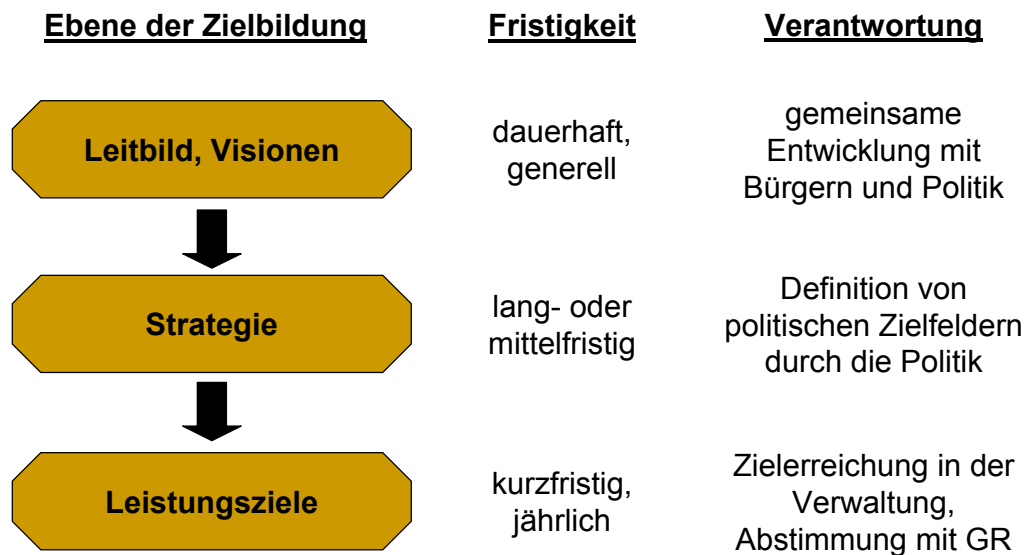 Ebene der Zielbildung
Fristigkeit
Verantwortung
Leitbild, Visionen
dauerhaft,
generell
gemeinsame
Entwicklung mit
Bürgern und Politik
Strategie
lang- oder
mittelfristig
Definition von
politischen Zielfeldern
durch die Politik
Leistungsziele
kurzfristig,
jährlich
Zielerreichung in der
Verwaltung,
Abstimmung mit GR